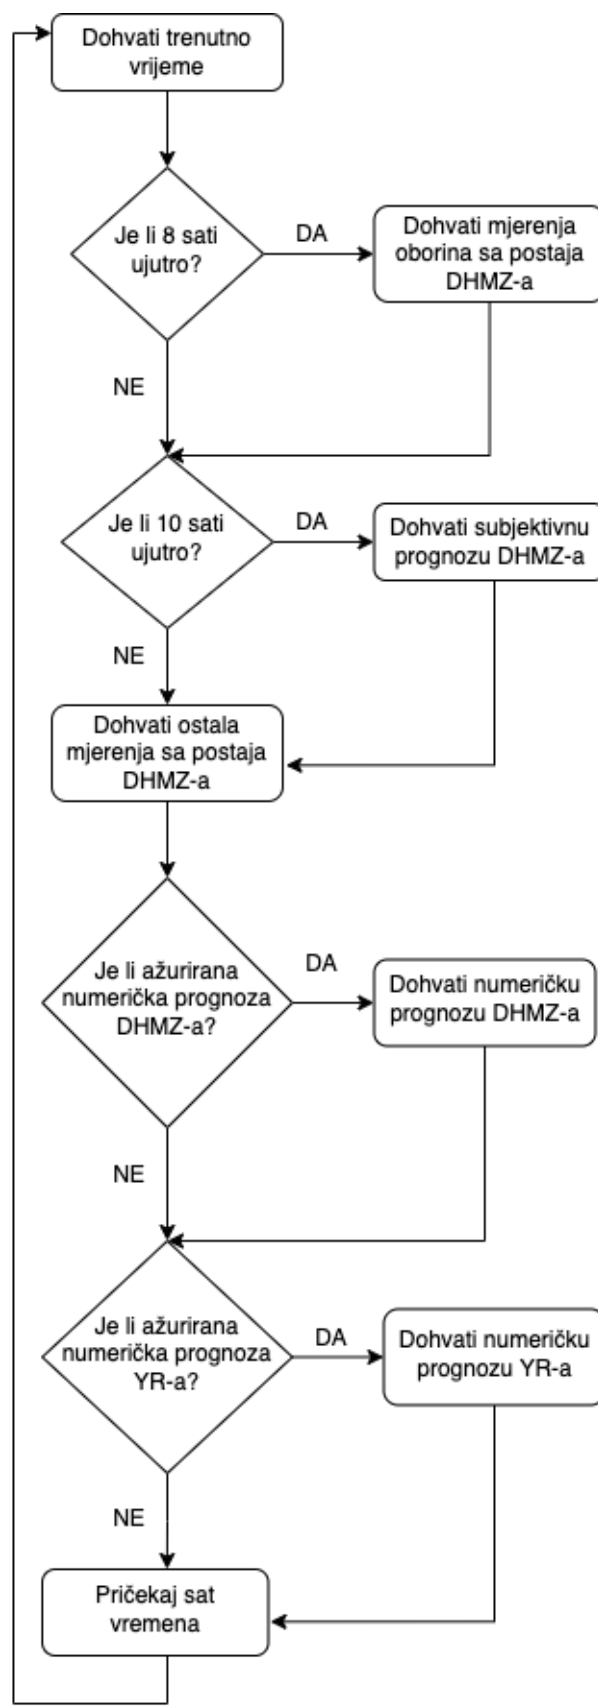 Dohvati trenutno
vrijeme
Je li 8 sati
ujutro?
DA
Dohvati mjerenja
oborina sa postaja
DHMZ-a
NE
Je li 10 sati
ujutro?
DA
Dohvati subjektivnu
prognozu DHMZ-a
NE
Dohvati ostala
mjerenja sa postaja
DHMZ-a
Je li ažurirana
numerička prognoza
DHMZ-a?
DA
Dohvati numeričku
prognozu DHMZ-a
NE
Je li ažurirana
numerička prognoza
YR-a?
DA
Dohvati numeričku
prognozu YR-a
NE
Pričekaj sat
vremena